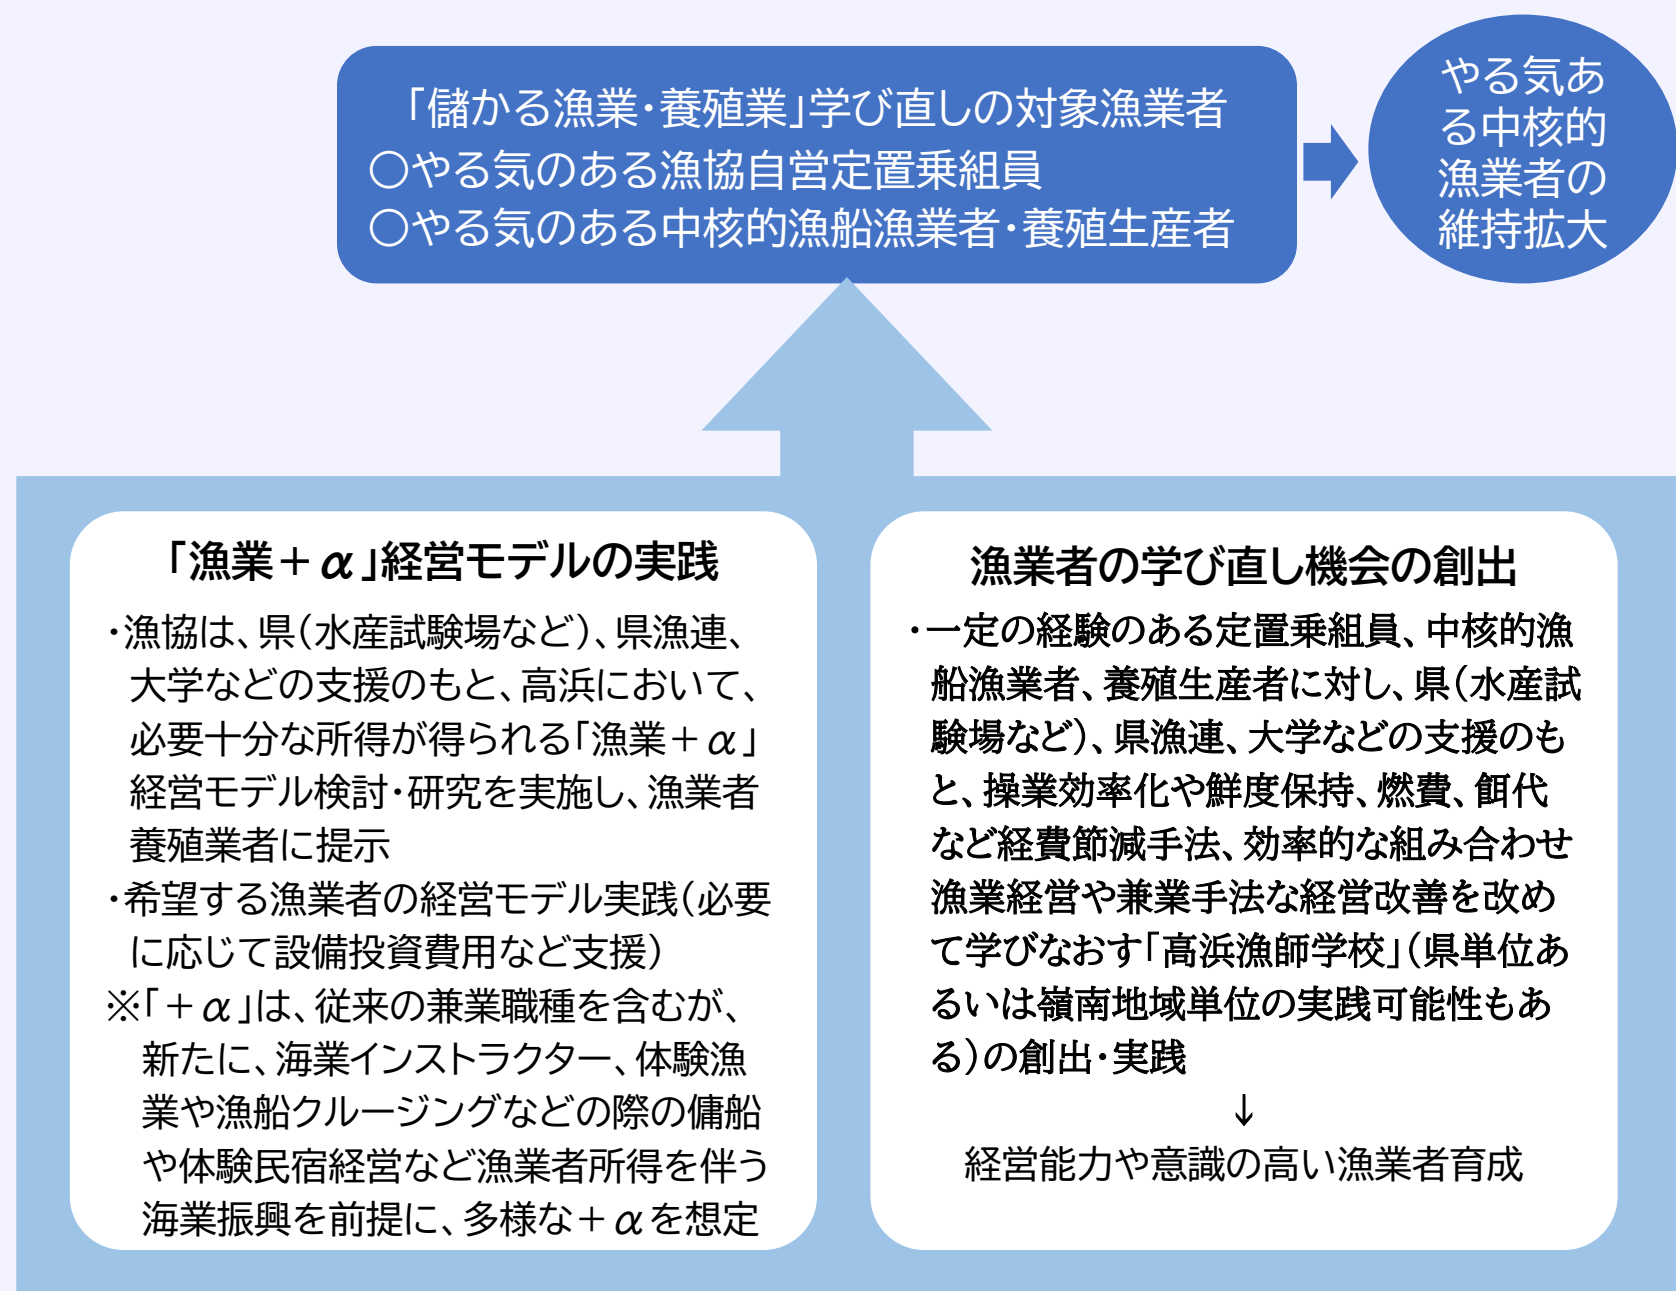 「儲かる漁業・養殖業」学び直しの対象漁業者
○やる気のある漁協自営定置乗組員
○やる気のある中核的漁船漁業者・養殖生産者
やる気あ
る中核的
漁業者の
維持拡大
「漁業+α」経営モデルの実践
・漁協は、県(水産試験場など)、県漁連、
大学などの支援のもと、高浜において、
必要十分な所得が得られる「漁業+α」
経営モデル検討・研究を実施し、漁業者
養殖業者に提示
・希望する漁業者の経営モデル実践(必要
に応じて設備投資費用など支援)
※「+α」は、従来の兼業職種を含むが、
新たに、海業インストラクター、体験漁
業や漁船クルージングなどの際の傭船
や体験民宿経営など漁業者所得を伴う
海業振興を前提に、多様な+αを想定
漁業者の学び直し機会の創出
・一定の経験のある定置乗組員、中核的漁
船漁業者、養殖生産者に対し、県(水産試
験場など)、県漁連、大学などの支援のも
と、操業効率化や鮮度保持、燃費、餌代
など経費節減手法、効率的な組み合わせ
漁業経営や兼業手法な経営改善を改め
て学びなおす「高浜漁師学校」(県単位あ
るいは嶺南地域単位の実践可能性もあ
る)の創出・実践
↓
経営能力や意識の高い漁業者育成